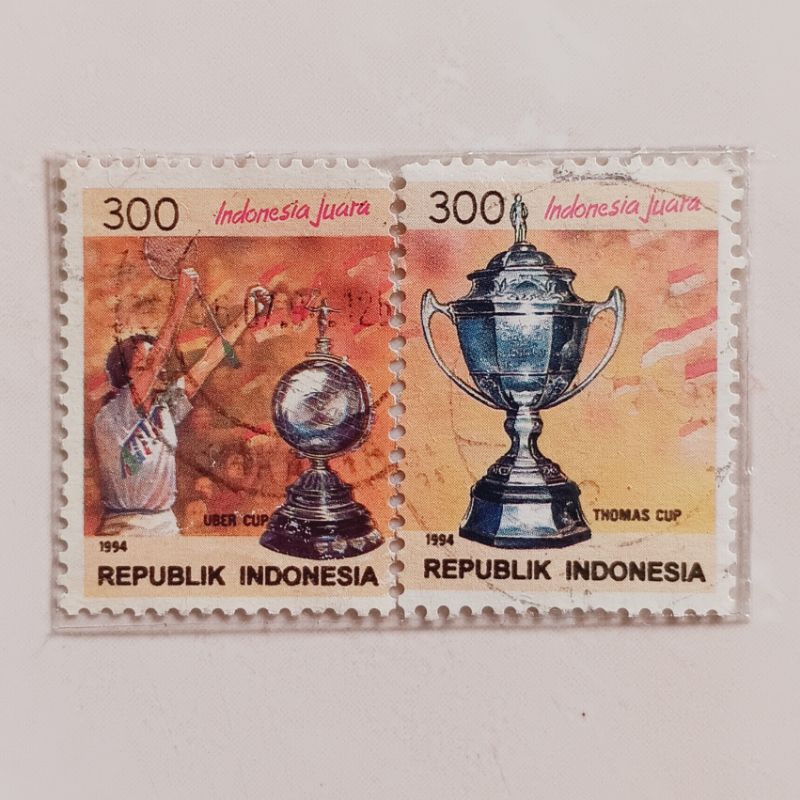 300 Indonesia Juara
UBER CUP
1994
REPUBLIK INDONESIA
300 Indonesia Juara
THOMAS CUP
1994
REPUBLIK INDONESIA